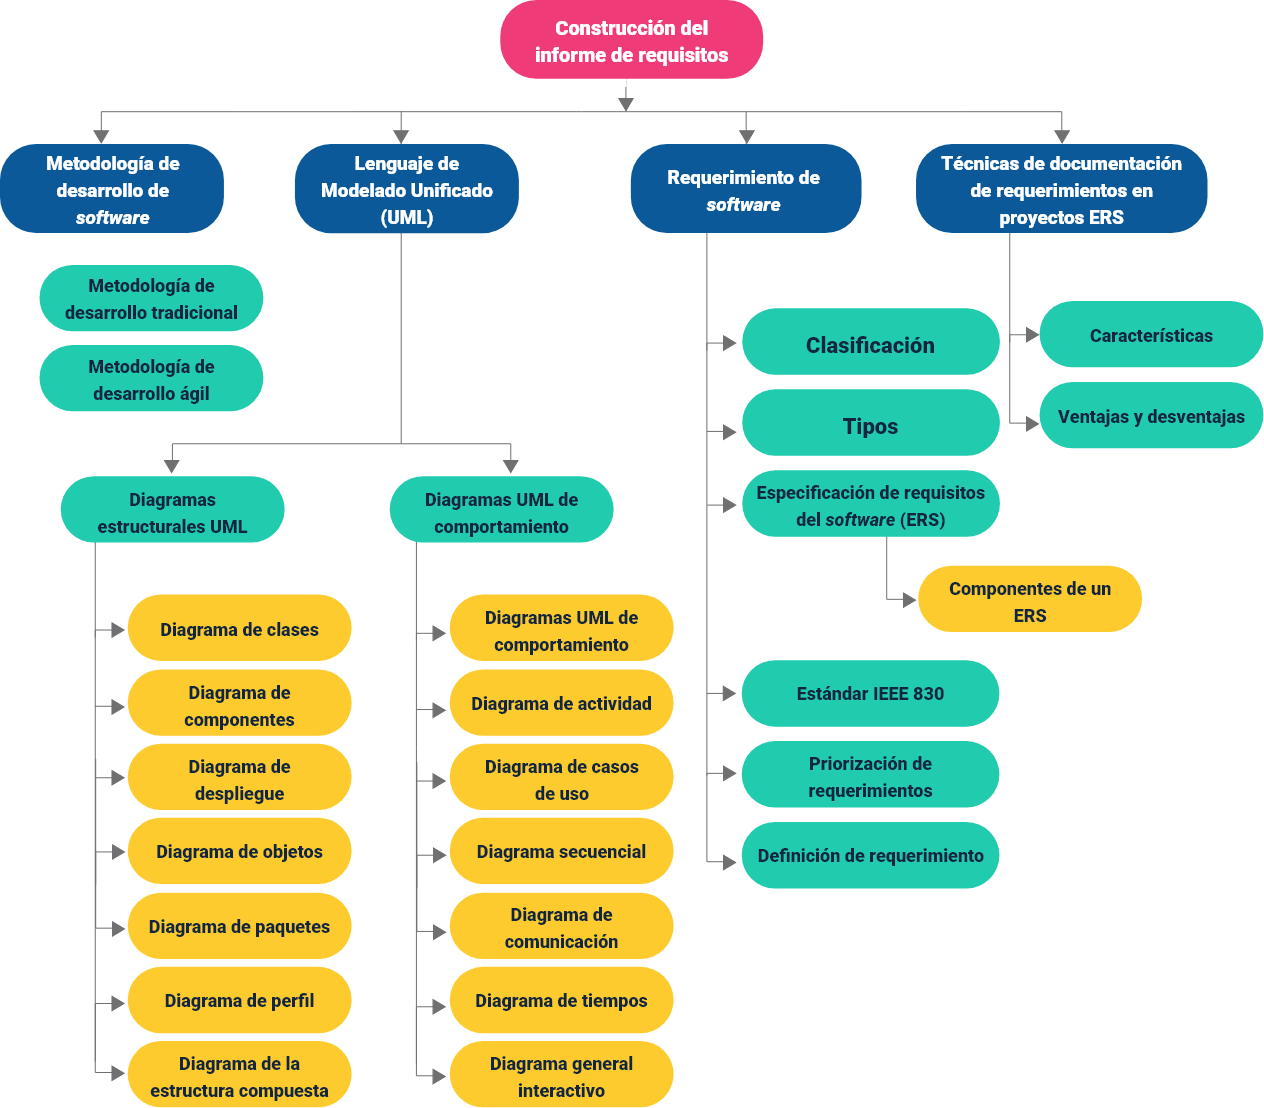 Construcción del
informe de requisitos
Metodología de
desarrollo de
software
Metodología de
desarrollo tradicional
Metodología de
desarrollo ágil
Lenguaje de
Modelado Unificado
(UML)
Diagramas
estructurales UML
Diagrama de clases
Diagrama de
componentes
Diagrama de
despliegue
Diagrama de objetos
Diagrama de paquetes
Diagrama de perfil
Diagrama de la
estructura compuesta
Diagramas UML de
comportamiento
Diagramas UML de
comportamiento
Diagrama de actividad
Diagrama de casos
de uso
Diagrama secuencial
Diagrama de
comunicación
Diagrama de tiempos
Diagrama general
interactivo
Requerimiento de
software
Clasificación
Tipos
Especificación de requisitos
del software (ERS)
Componentes de un
ERS
Estándar IEEE 830
Priorización de
requerimientos
Definición de requerimiento
Técnicas de documentación
de requerimientos en
proyectos ERS
Características
Ventajas y desventajas